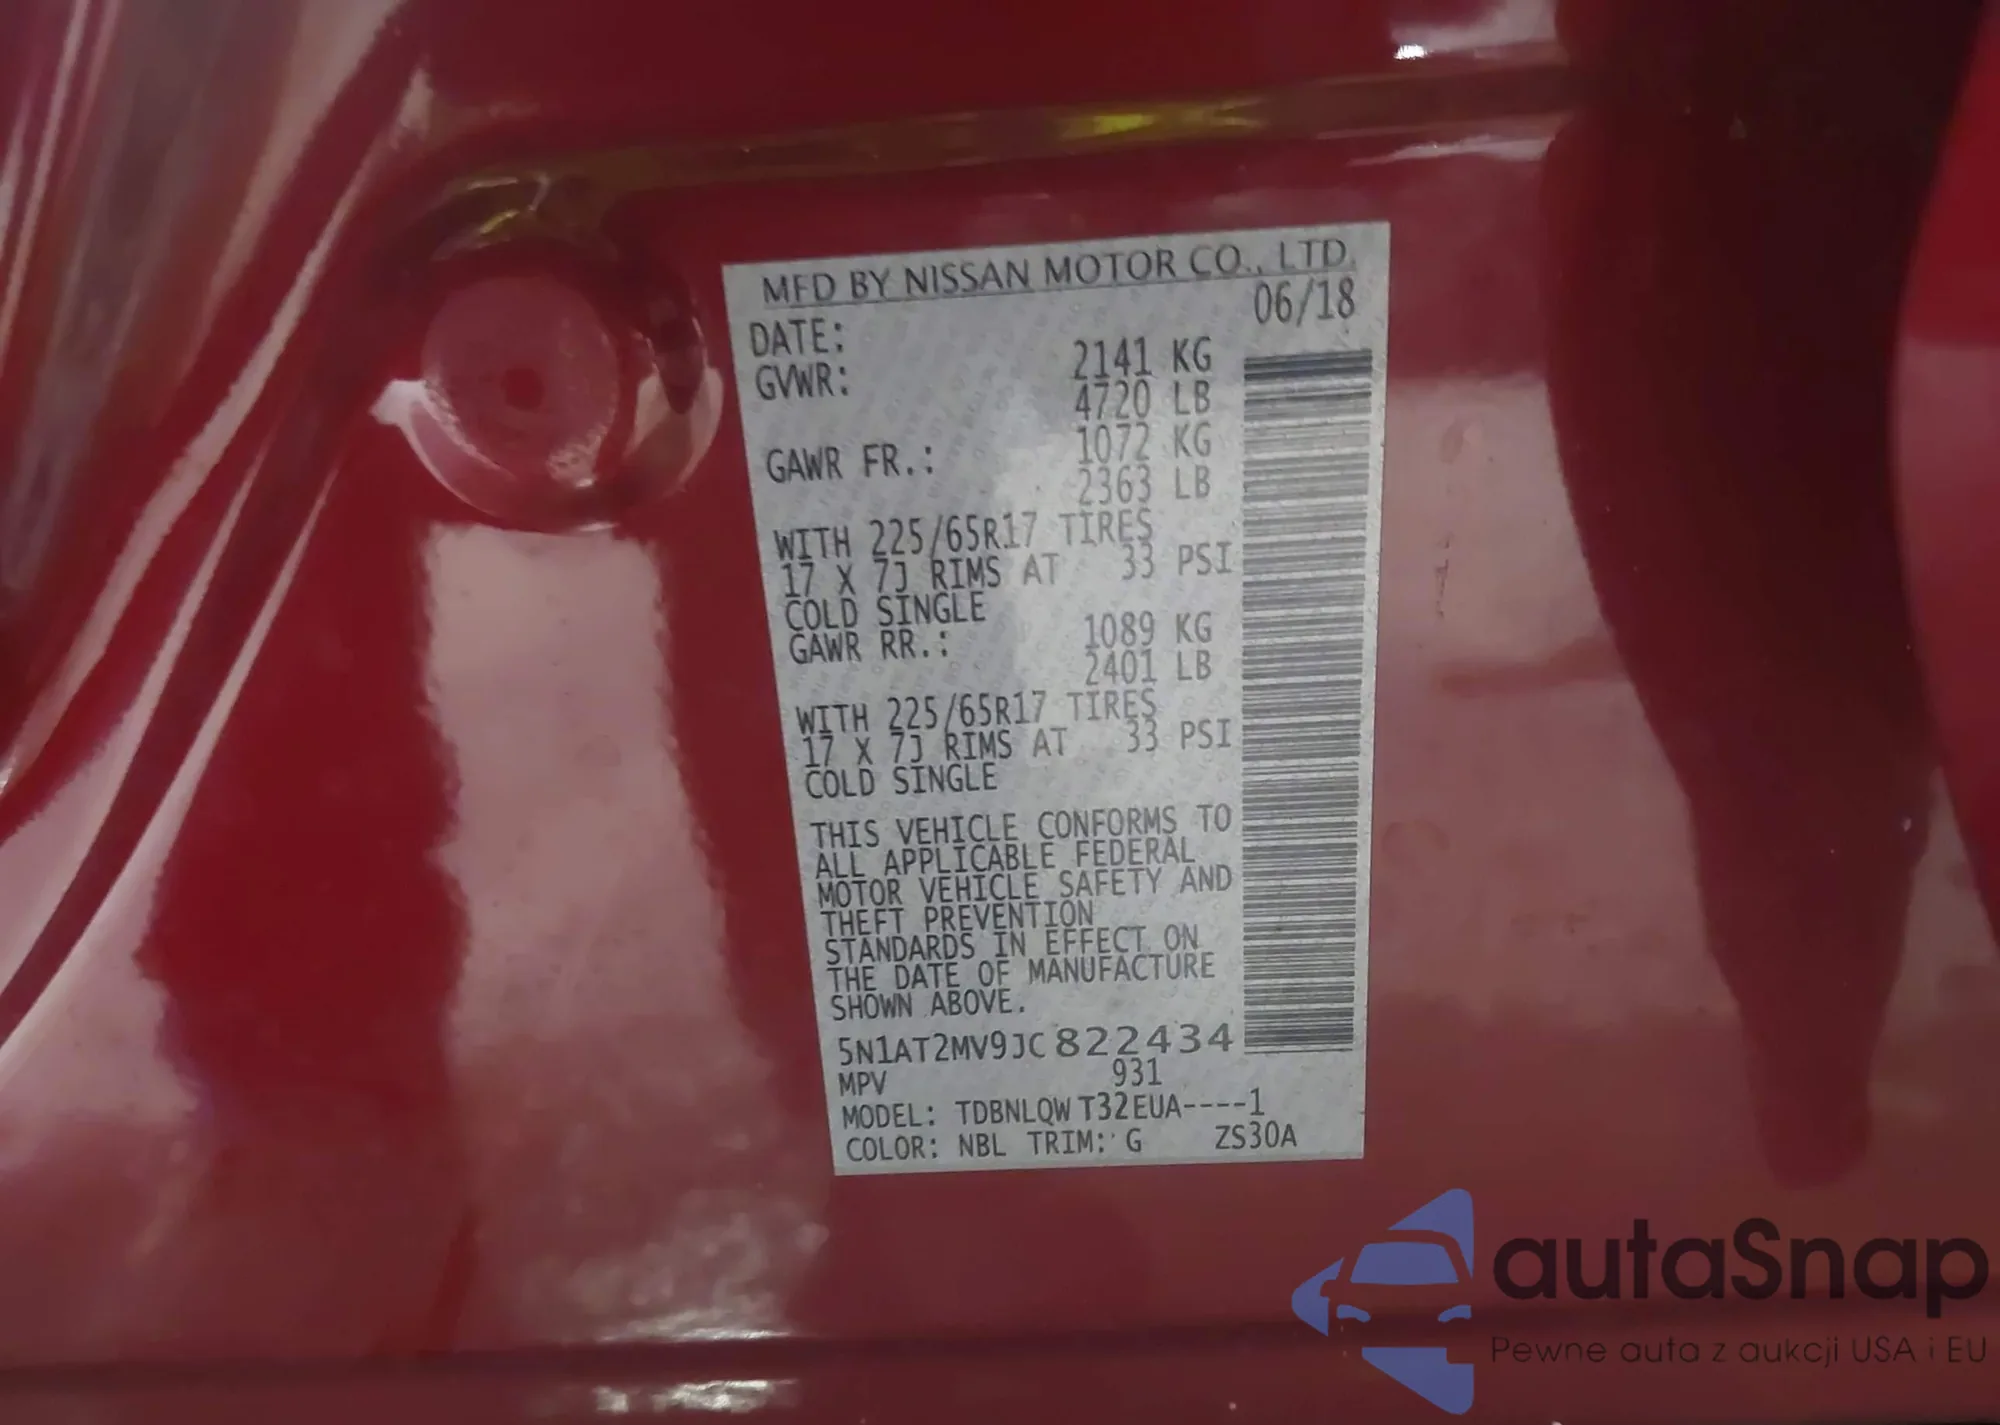 MFD BY NISSAN MOTOR CO., LTD.
DATE: 06/18
GVWR: 2141 KG
4720 LB
GAWR FR.: 1072 KG
2363 LB
WITH 225/65R17 TIRES
17 X 7J RIMS AT 33 PSI
COLD SINGLE
GAWR RR.: 1089 KG
2401 LB
WITH 225/65R17 TIRES
17 X 7J RIMS AT 33 PSI
COLD SINGLE
THIS VEHICLE CONFORMS TO
ALL APPLICABLE FEDERAL
MOTOR VEHICLE SAFETY AND
THEFT PREVENTION
STANDARDS IN EFFECT ON
THE DATE OF MANUFACTURE
SHOWN ABOVE.
5N1AT2MV9JC822434
MPV 931
MODEL: TDBNLQWT32EUA----1
COLOR: NBL TRIM: G ZS30A
autaSnap
Pewne auta z aukcji USA i EU